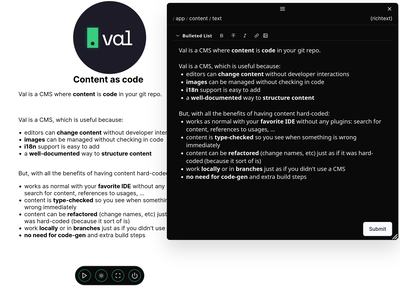 val
Content as code
Val is a CMS where content is code in your git repo.
Val is a CMS, which is useful because:
editors can change content without developer inter
images can be managed without checking in code
i18n support is easy to add
a well-documented way to structure content
But, with all the benefits of having content hard-coded:
works as normal with your favorite IDE without any
search for content, references to usages, ...
content is type-checked so you see when something is
wrong immediately
content can be refactored (change names, etc) just
was hard-coded (because it sort of is)
work locally or in branches just as if you didn't use
no need for code-gen and extra build steps
/ app / content / text
(richtext)
Bulleted List
B
T
I
Val is a CMS where content is code in your git repo.
Val is a CMS, which is useful because:
editors can change content without developer interactions
images can be managed without checking in code
i18n support is easy to add
a well-documented way to structure content
But, with all the benefits of having content hard-coded:
works as normal with your favorite IDE without any plugins: search for
content, references to usages, ...
content is type-checked so you see when something is wrong
immediately
content can be refactored (change names, etc) just as if it was hard-
coded (because it sort of is)
work locally or in branches just as if you didn't use a CMS
no need for code-gen and extra build steps
Submit